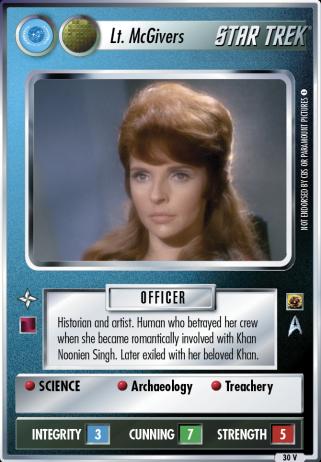 Lt. McGivers
STAR TREK
NOT ENDORSED BY CBS OR PARAMOUNT PICTURES
OFFICER
Historian and artist. Human who betrayed her crew
when she became romantically involved with Khan
Noonien Singh. Later exiled with her beloved Khan.
SCIENCE Archaeology Treachery
INTEGRITY 3 CUNNING 7 STRENGTH 5
30 V